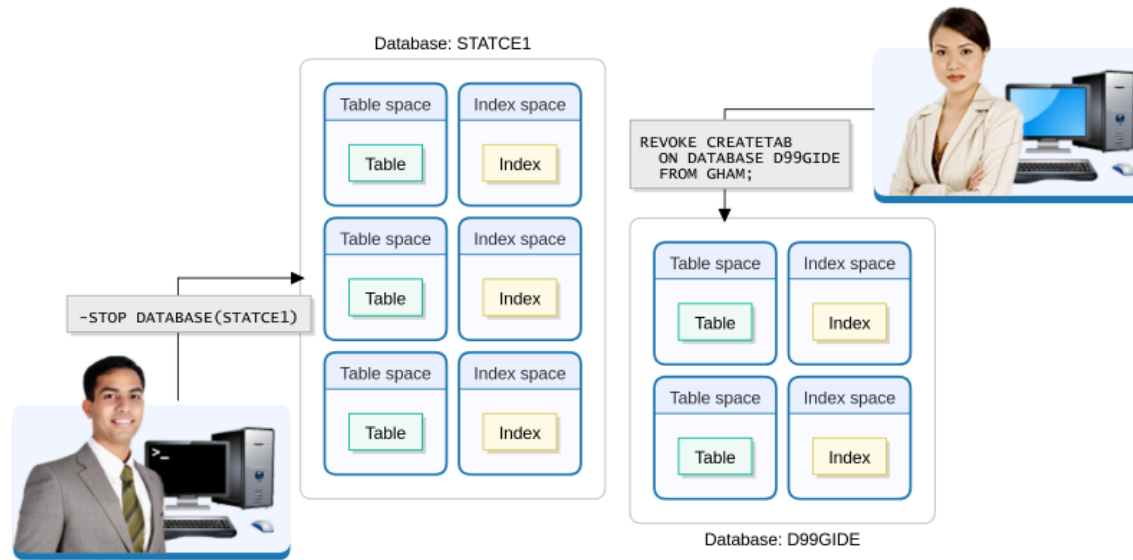 Database: STATCE1
Table space
Index space
Table
Index
Table space
Index space
Table
Index
Table space
Index space
Table
Index
-STOP DATABASE(STATCE1)
>_
REVOKE CREATETAB
ON DATABASE D99GIDE
FROM GHAM;
Table space
Index space
Table
Index
Table space
Index space
Table
Index
Database: D99GIDE